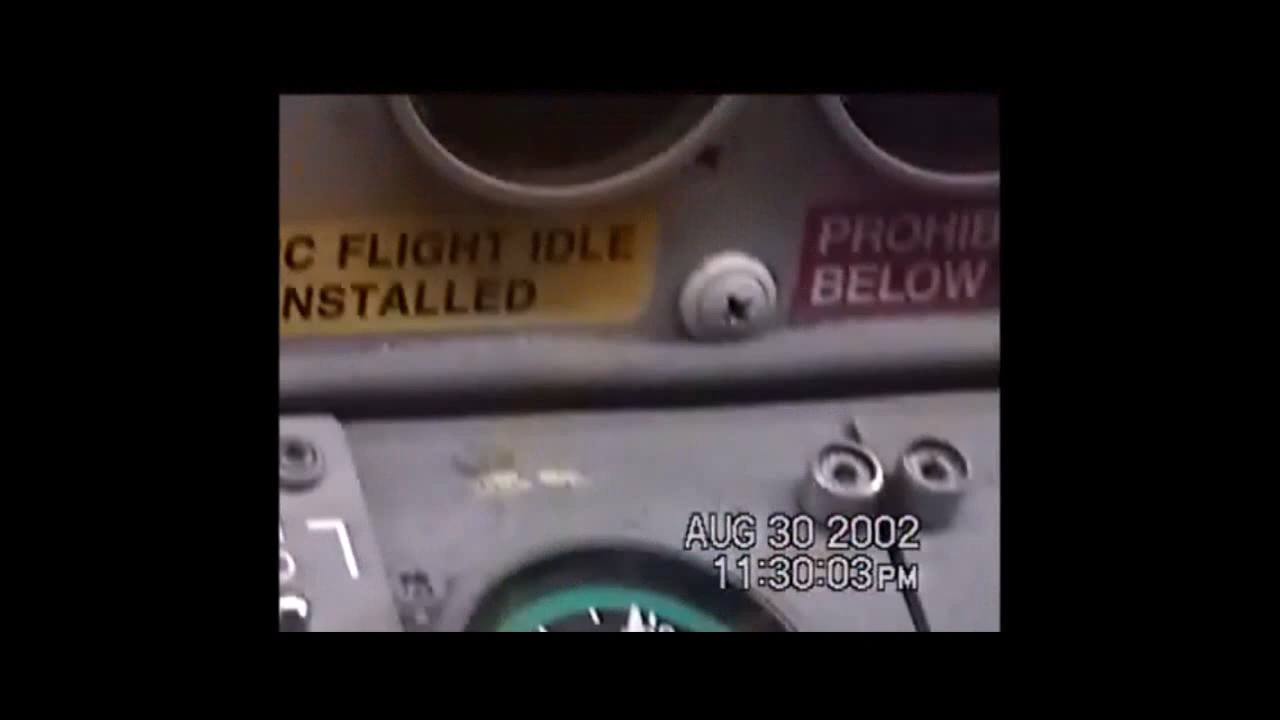 C FLIGHT IDLE
NSTALLED
PROHIB
BELOW
AUG 30 2002
11:30:03PM